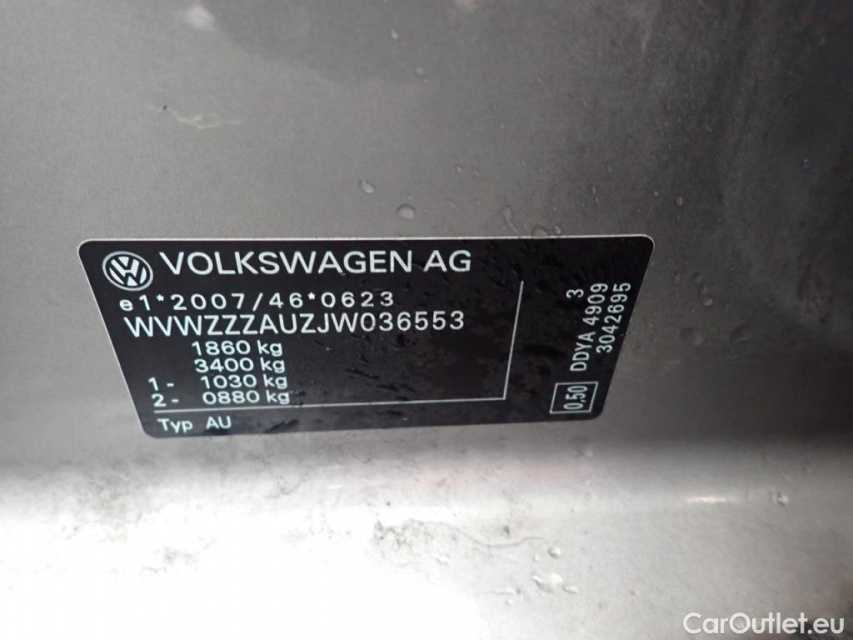 VOLKSWAGEN AG
e1*2007/46*0623
WVWZZZAUZJW036553
1860 kg
3400 kg
1- 1030 kg
2- 0880 kg
Typ AU
3
DDYA 4909
3042695
0,50
CarOutlet.eu